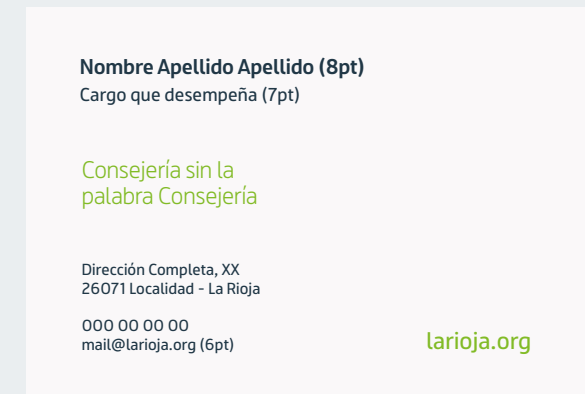 Nombre Apellido Apellido (8pt)
Cargo que desempeña (7pt)
Consejería sin la
palabra Consejería
Dirección Completa, XX
26071 Localidad - La Rioja
000 00 00 00
mail@larioja.org (6pt)
larioja.org